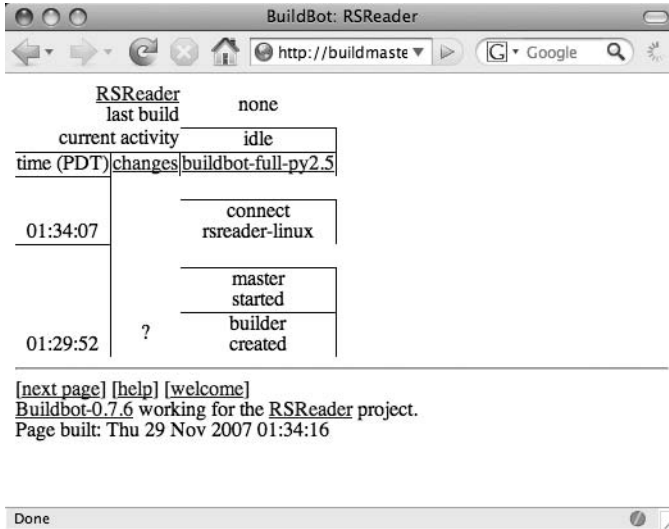 BuildBot: RSReader
http://buildmaste
G Google
RSReader
last build
none
current activity
idle
time (PDT) changes buildbot-full-py2.5
connect
01:34:07 rsreader-linux
master
started
builder
01:29:52 ? created
[next page] [help] [welcome]
Buildbot-0.7.6 working for the RSReader project.
Page built: Thu 29 Nov 2007 01:34:16
Done